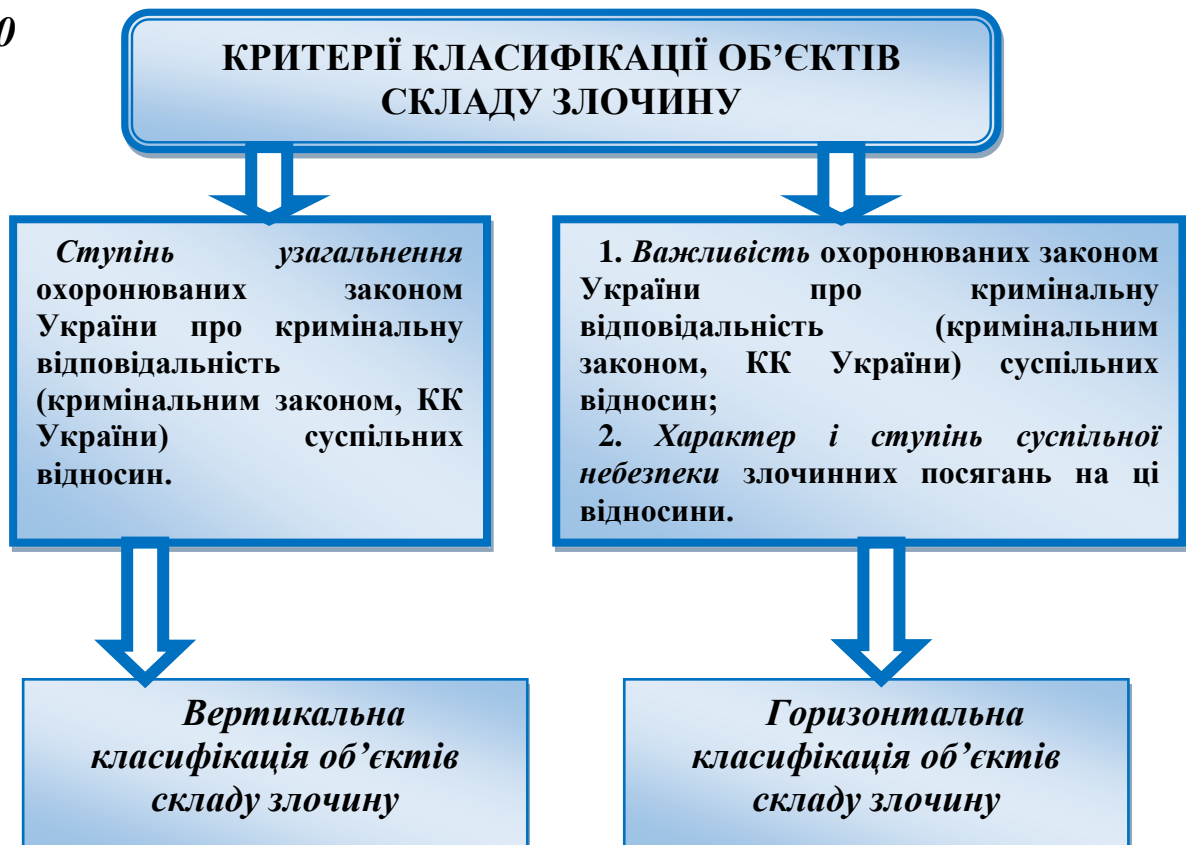 0
КРИТЕРІЇ КЛАСИФІКАЦІЇ ОБ’ЄКТІВ
СКЛАДУ ЗЛОЧИНУ
Ступінь узагальнення
охоронюваних законом
України про кримінальну
відповідальність
(кримінальним законом, КК
України) суспільних
відносин.
1. Важливість охоронюваних законом
України про кримінальну
відповідальність (кримінальним
законом, КК України) суспільних
відносин;
2. Характер і ступінь суспільної
небезпеки злочинних посягань на ці
відносини.
Вертикальна
класифікація об’єктів
складу злочину
Горизонтальна
класифікація об’єктів
складу злочину